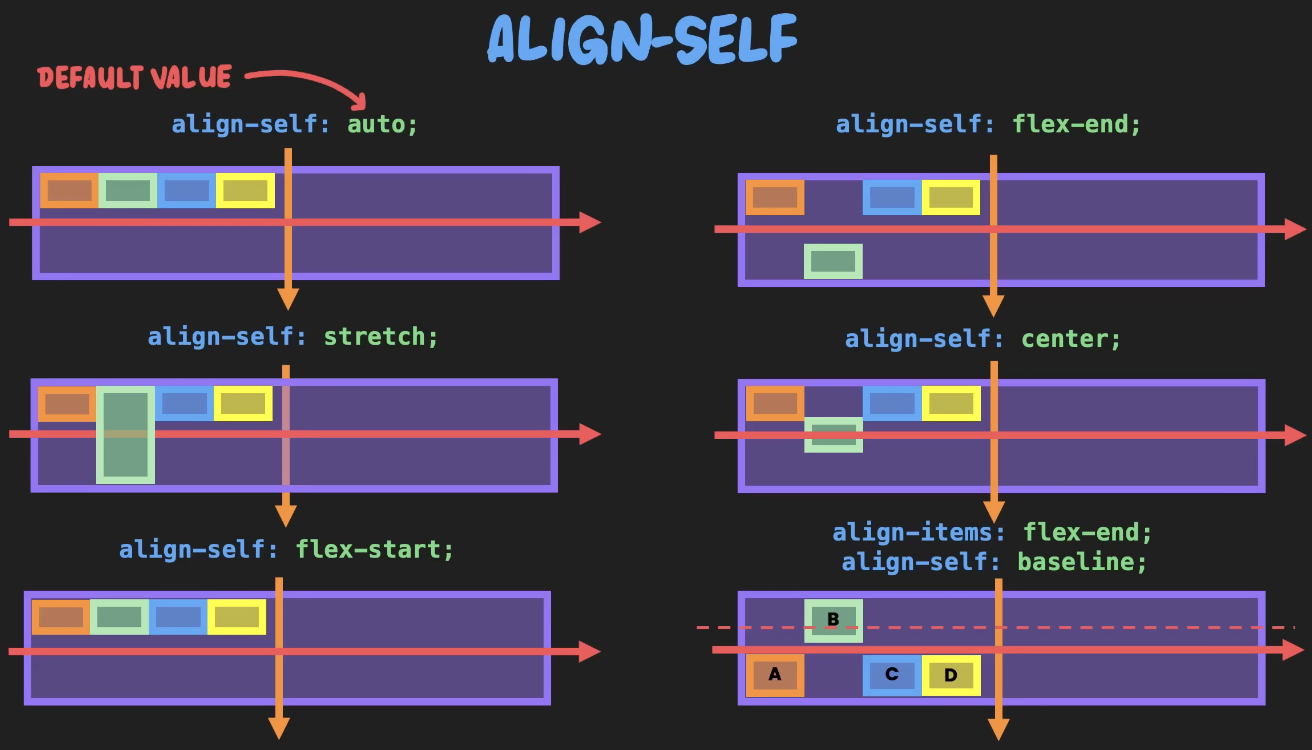 ALIGN-SELF
DEFAULT VALUE
align-self: auto;
align-self: flex-end;
align-self: stretch;
align-self: center;
align-self: flex-start;
align-items: flex-end;
align-self: baseline;
B
A
C
D